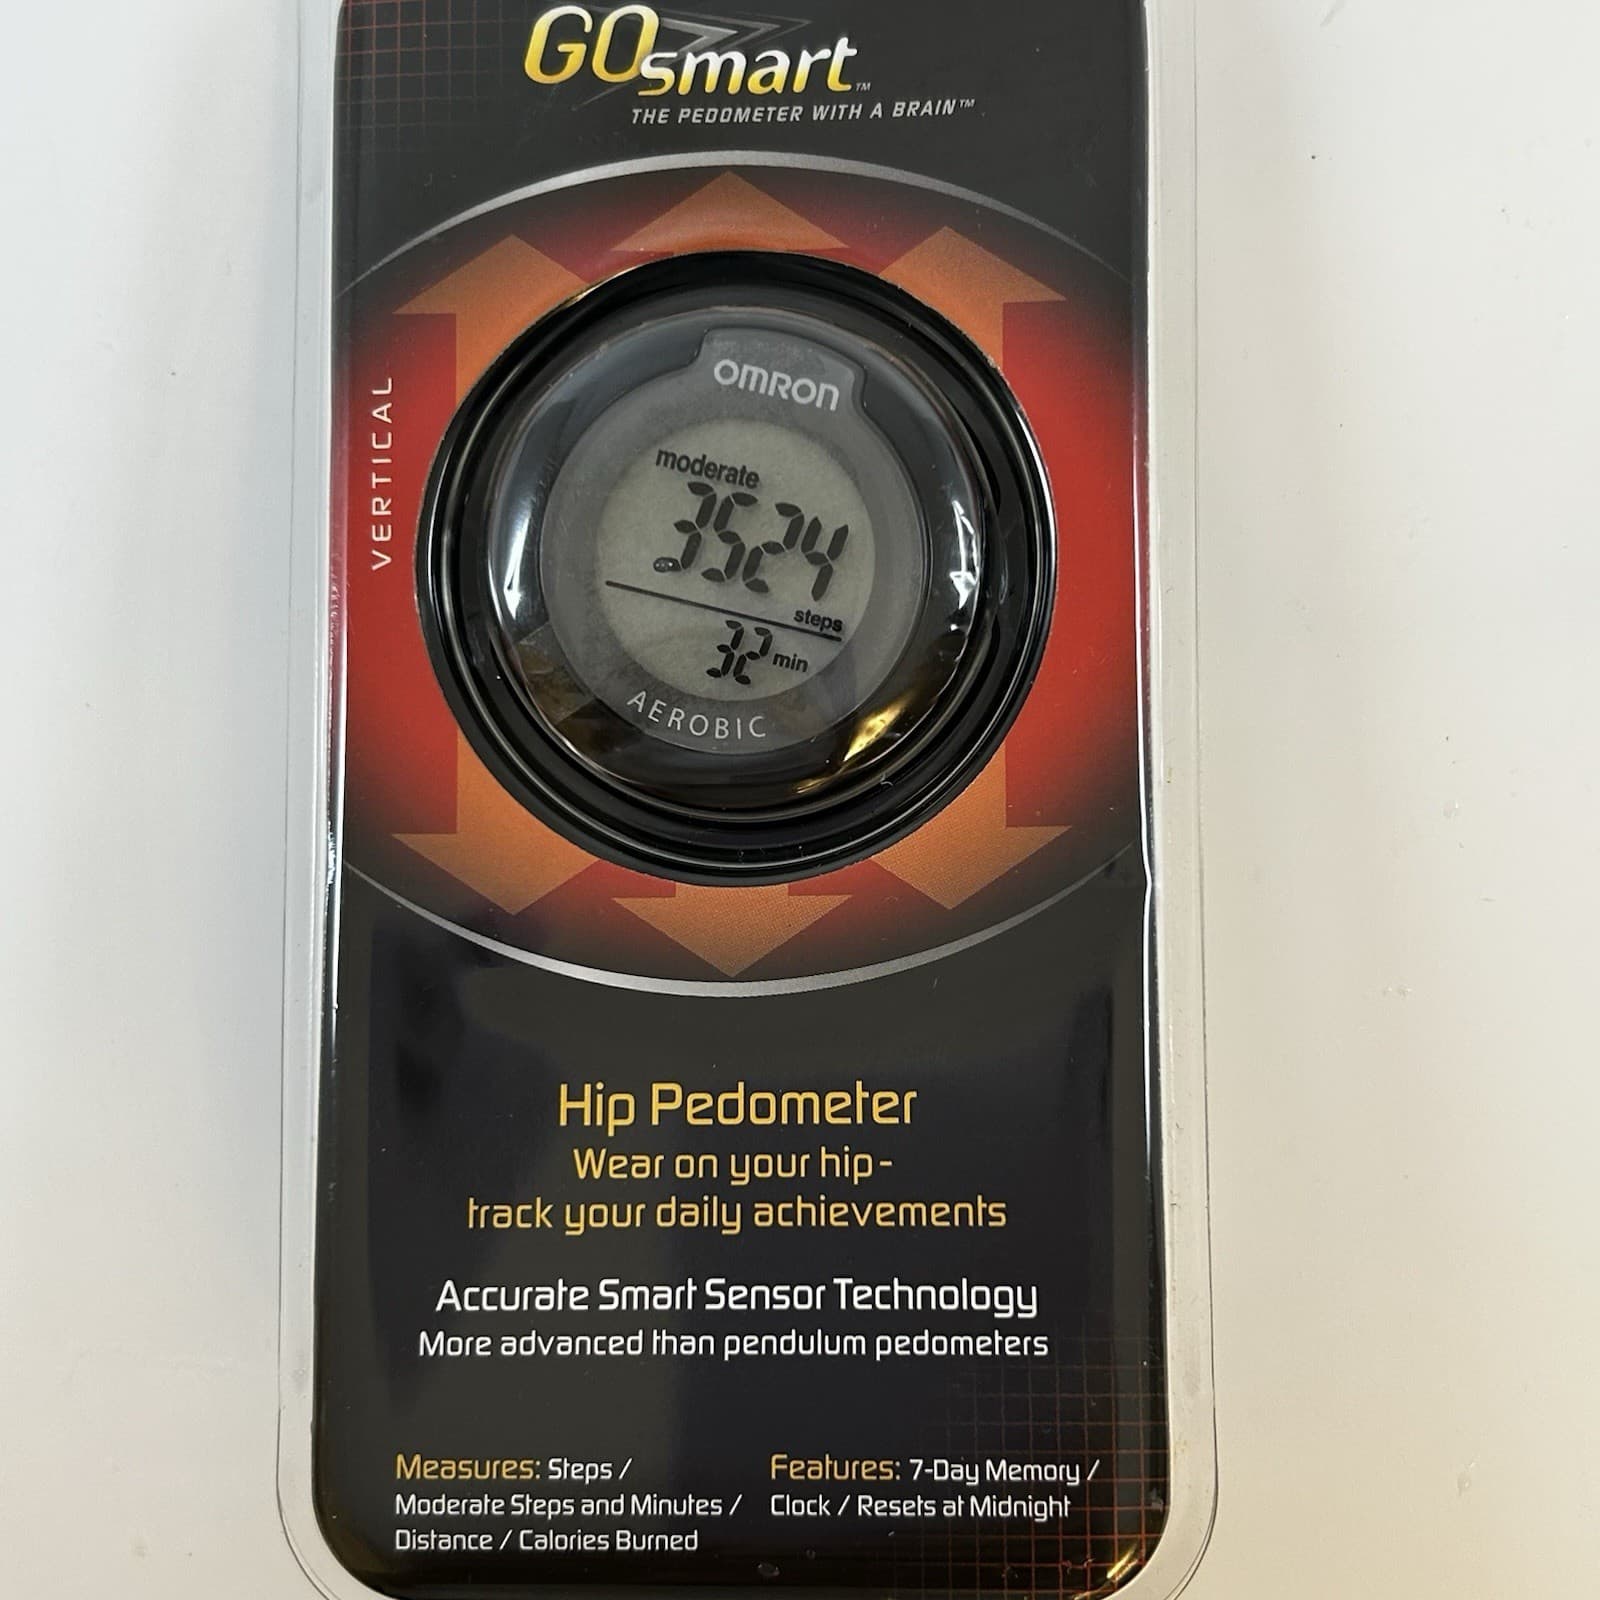 GOsmart™
THE PEDOMETER WITH A BRAIN™
VERTICAL
OMRON
moderate
3524
steps
32 min
AEROBIC
Hip Pedometer
Wear on your hip-
track your daily achievements
Accurate Smart Sensor Technology
More advanced than pendulum pedometers
Measures: Steps /
Moderate Steps and Minutes /
Distance / Calories Burned
Features: 7-Day Memory /
Clock / Resets at Midnight